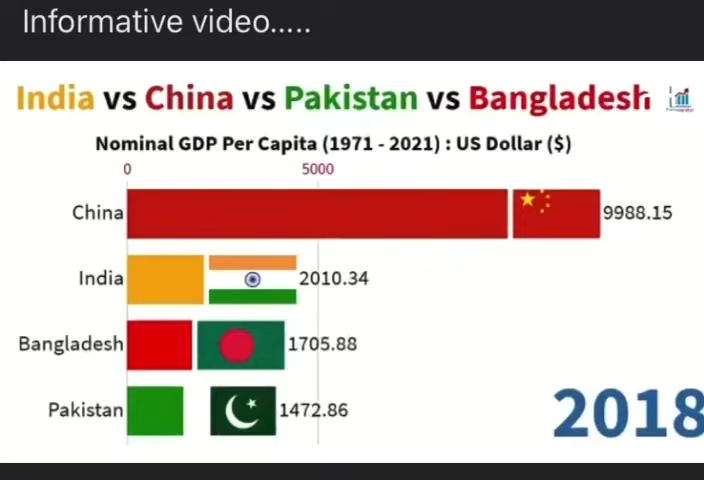 Informative video.....
India vs China vs Pakistan vs Bangladesh
Nominal GDP Per Capita (1971 - 2021) : US Dollar ($)
0 5000
China 9988.15
India 2010.34
Bangladesh 1705.88
Pakistan 1472.86
2018